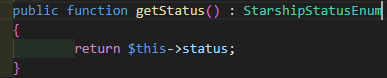 public function getStatus() : StarshipStatusEnum
{
return $this->status;
}